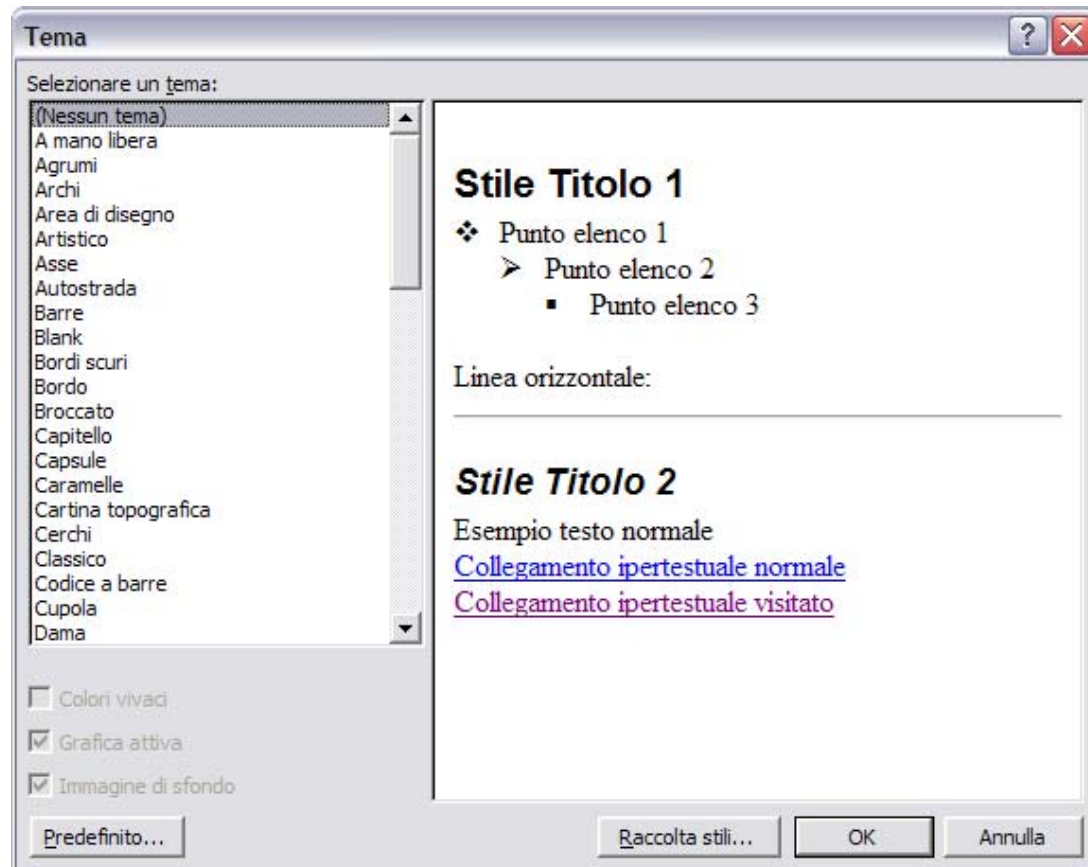 Tema
Selezionare un tema:
(Nessun tema)
A mano libera
Agrumi
Archi
Area di disegno
Artistico
Asse
Autostrada
Barre
Blank
Bordi scuri
Bordo
Broccato
Capitello
Capsule
Caramelle
Cartina topografica
Cerchi
Classico
Codice a barre
Cupola
Dama
Stile Titolo 1
Punto elenco 1
Punto elenco 2
Punto elenco 3
Linea orizzontale:
Stile Titolo 2
Esempio testo normale
Collegamento ipertestuale normale
Collegamento ipertestuale visitato
Colori vivaci
Grafica attiva
Immagine di sfondo
Predefinito...
Raccolta stili...
OK
Annulla